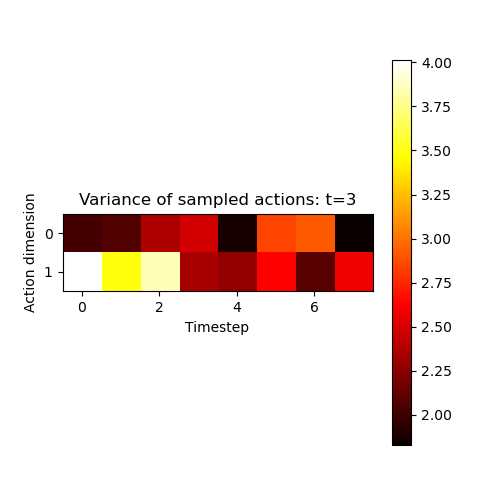 Variance of sampled actions: t=3
Action dimension
0
1
0 2 4 6
Timestep
4.00
3.75
3.50
3.25
3.00
2.75
2.50
2.25
2.00